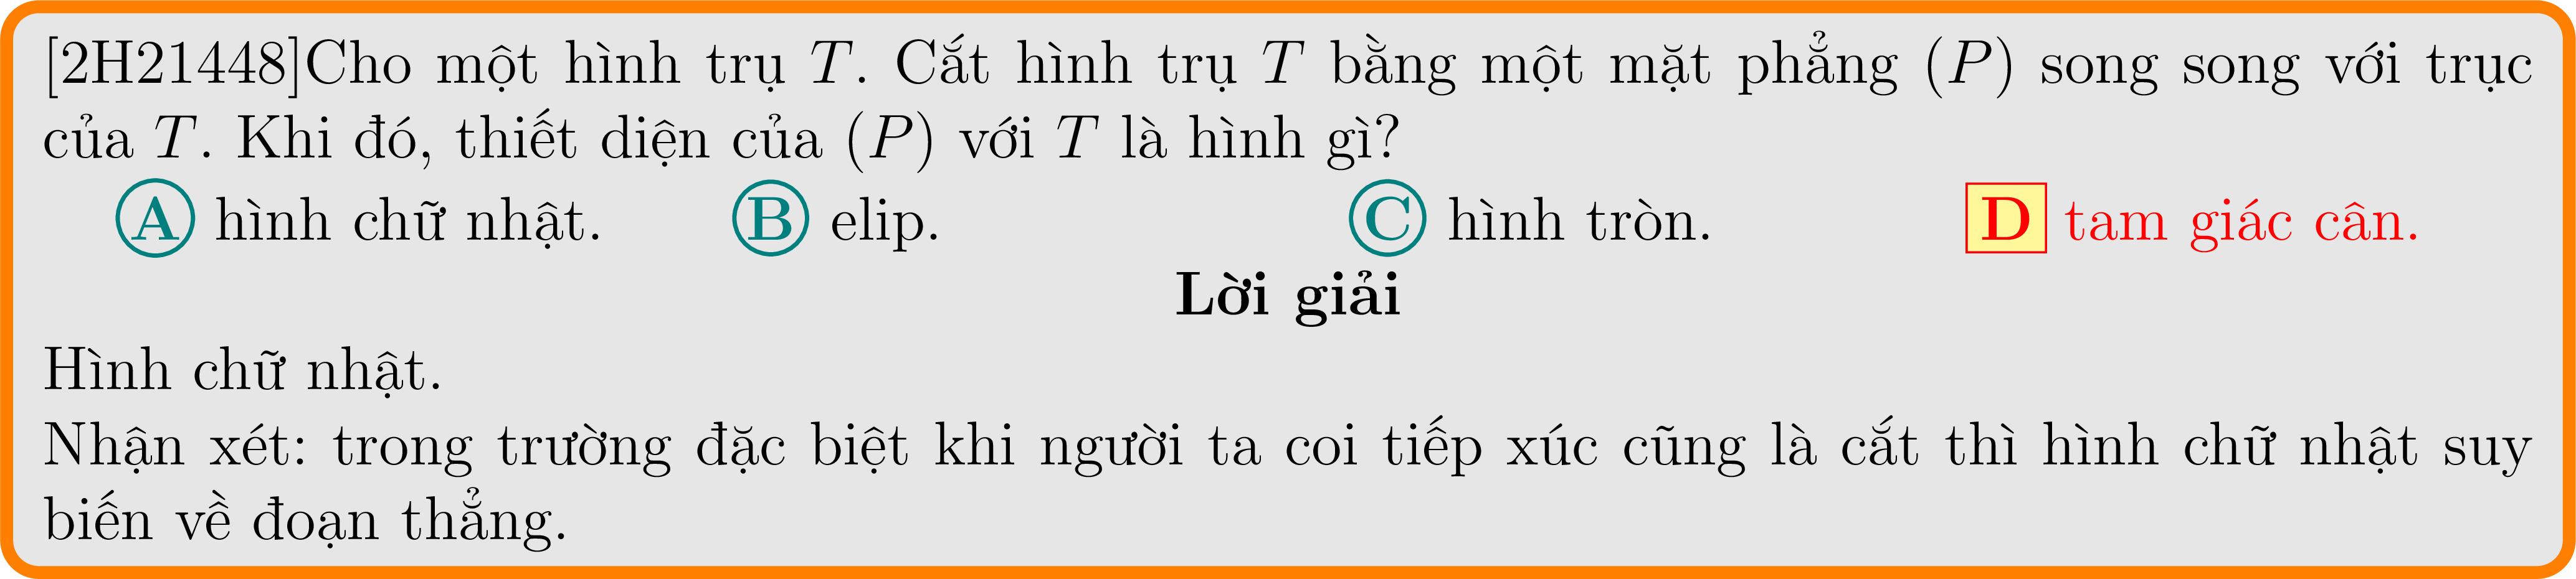 [2H21448]Cho một hình trụ T. Cắt hình trụ T bằng một mặt phẳng (P) song song với trục
của T. Khi đó, thiết diện của (P) với T là hình gì?
A hình chữ nhật. B elip. C hình tròn. D tam giác cân.
Lời giải
Hình chữ nhật.
Nhận xét: trong trường đặc biệt khi người ta coi tiếp xúc cũng là cắt thì hình chữ nhật suy
biến về đoạn thẳng.